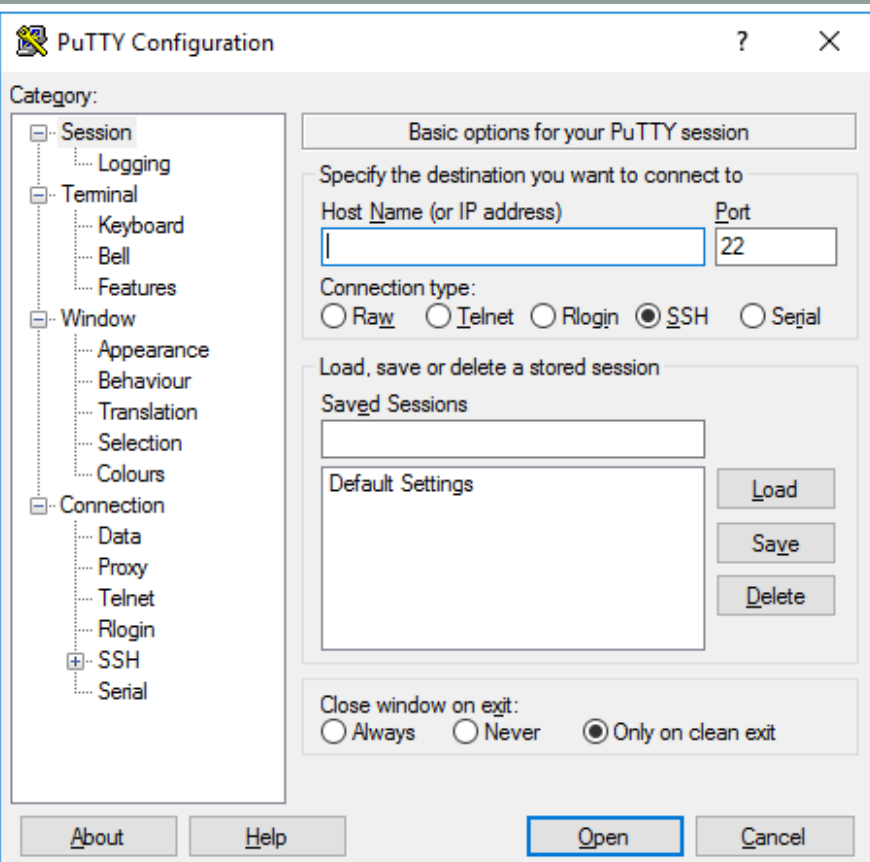 PuTTY Configuration
?
Category:
Session
Logging
Terminal
Keyboard
Bell
Features
Window
Appearance
Behaviour
Translation
Selection
Colours
Connection
Data
Proxy
Telnet
Rlogin
SSH
Serial
Basic options for your PuTTY session
Specify the destination you want to connect to
Host Name (or IP address) Port
22
Connection type:
Raw Telnet Rlogin SSH Serial
Load, save or delete a stored session
Saved Sessions
Default Settings
Load
Save
Delete
Close window on exit:
Always Never Only on clean exit
About Help Open Cancel